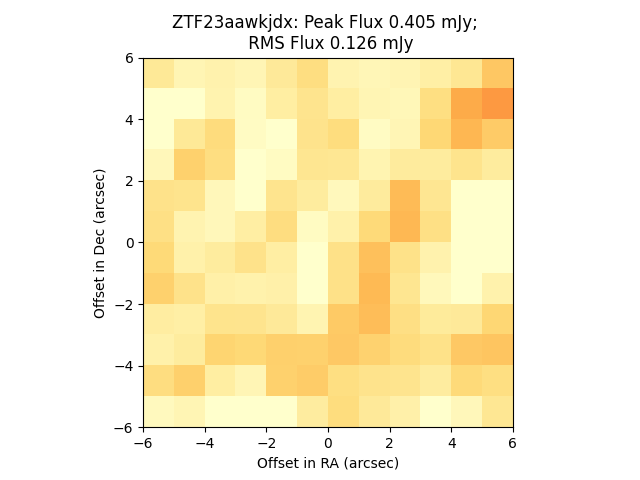 ZTF23aawkjdx: Peak Flux 0.405 mJy;
RMS Flux 0.126 mJy
6
4
2
0
−2
−4
−6
Offset in Dec (arcsec)
−6 −4 −2 0 2 4 6
Offset in RA (arcsec)